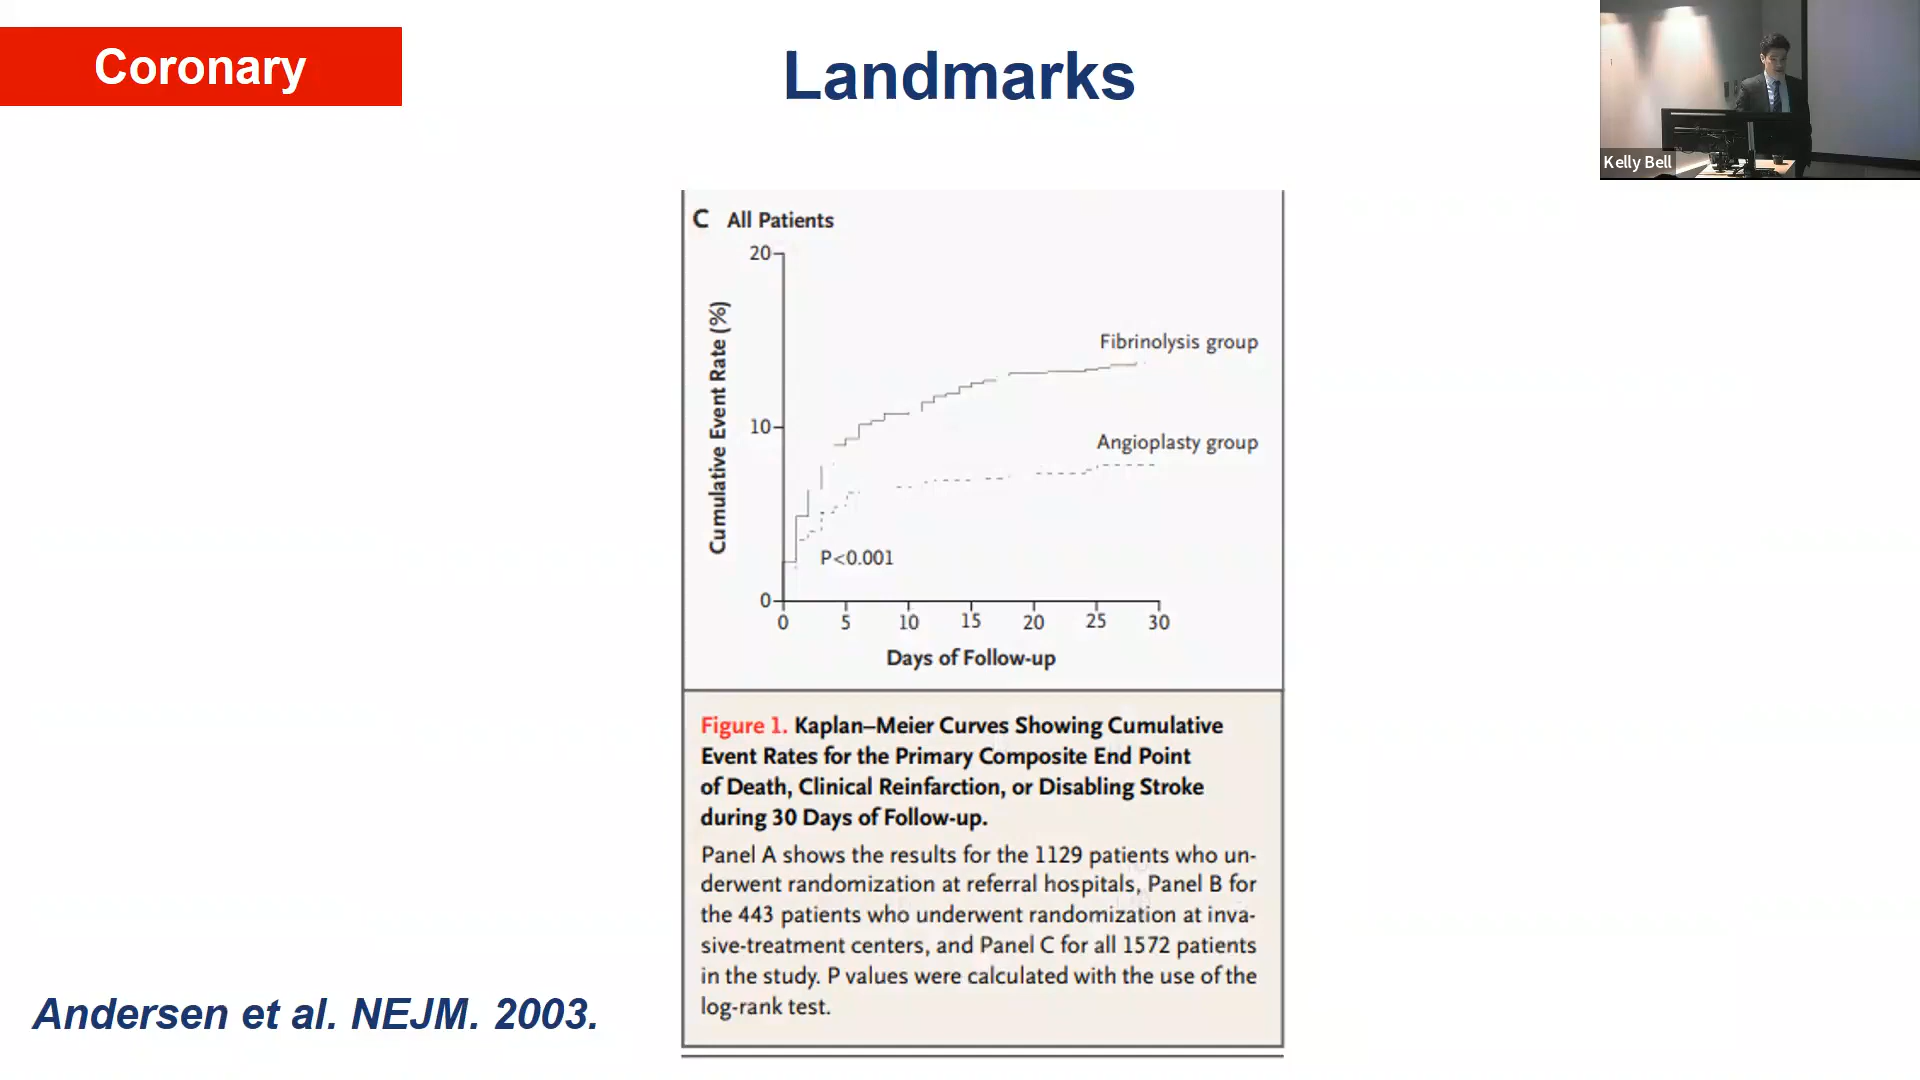 Coronary
Landmarks
Kelly Bell
C All Patients
20
10
0
Cumulative Event Rate (%)
Fibrinolysis group
Angioplasty group
P<0.001
0 5 10 15 20 25 30
Days of Follow-up
Figure 1. Kaplan–Meier Curves Showing Cumulative
Event Rates for the Primary Composite End Point
of Death, Clinical Reinfarction, or Disabling Stroke
during 30 Days of Follow-up.
Panel A shows the results for the 1129 patients who un-
derwent randomization at referral hospitals, Panel B for
the 443 patients who underwent randomization at inva-
sive-treatment centers, and Panel C for all 1572 patients
in the study. P values were calculated with the use of the
log-rank test.
Andersen et al. NEJM. 2003.